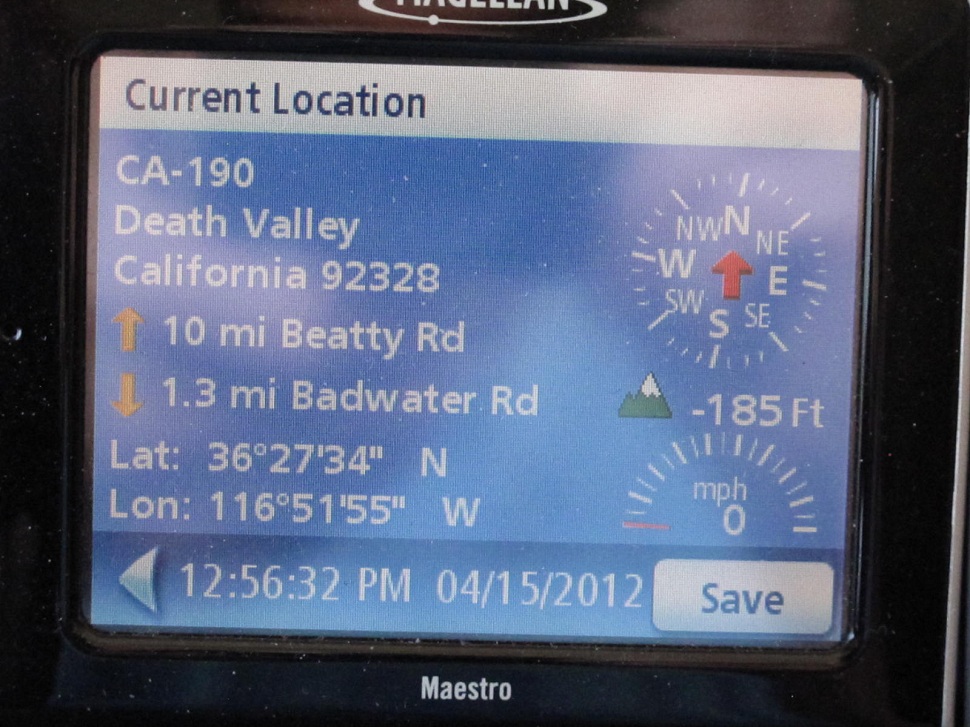 MAGELLAN
Current Location
CA-190
Death Valley
California 92328
10 mi Beatty Rd
1.3 mi Badwater Rd
Lat: 36°27'34" N
Lon: 116°51'55" W
N
NE
E
SE
S
SW
W
NW
-185 Ft
mph
0
12:56:32 PM 04/15/2012
Save
Maestro